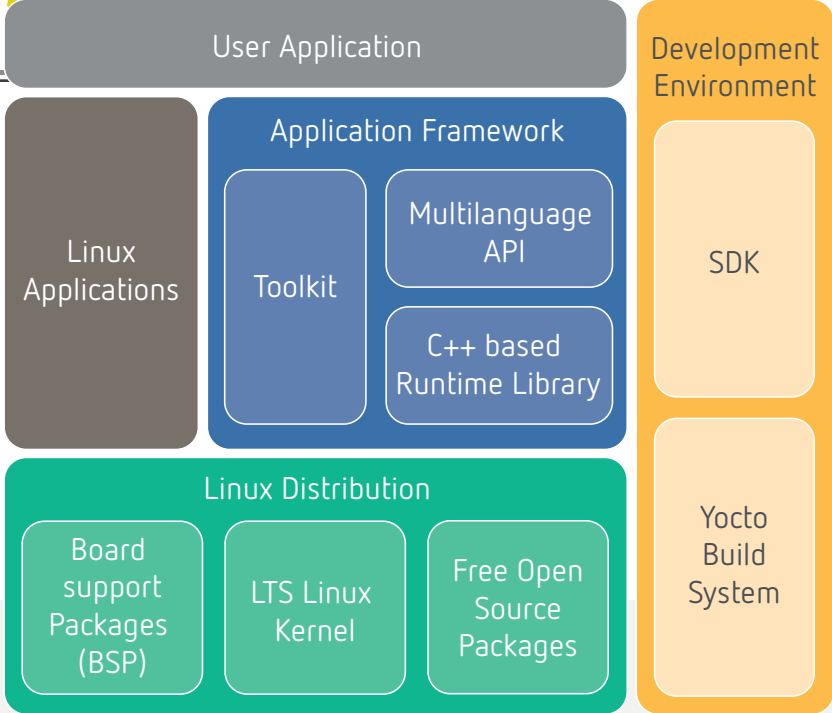 User Application
Development
Environment
Linux
Applications
Application Framework
Toolkit
Multilanguage
API
C++ based
Runtime Library
SDK
Linux Distribution
Board
support
Packages
(BSP)
LTS Linux
Kernel
Free Open
Source
Packages
Yocto
Build
System